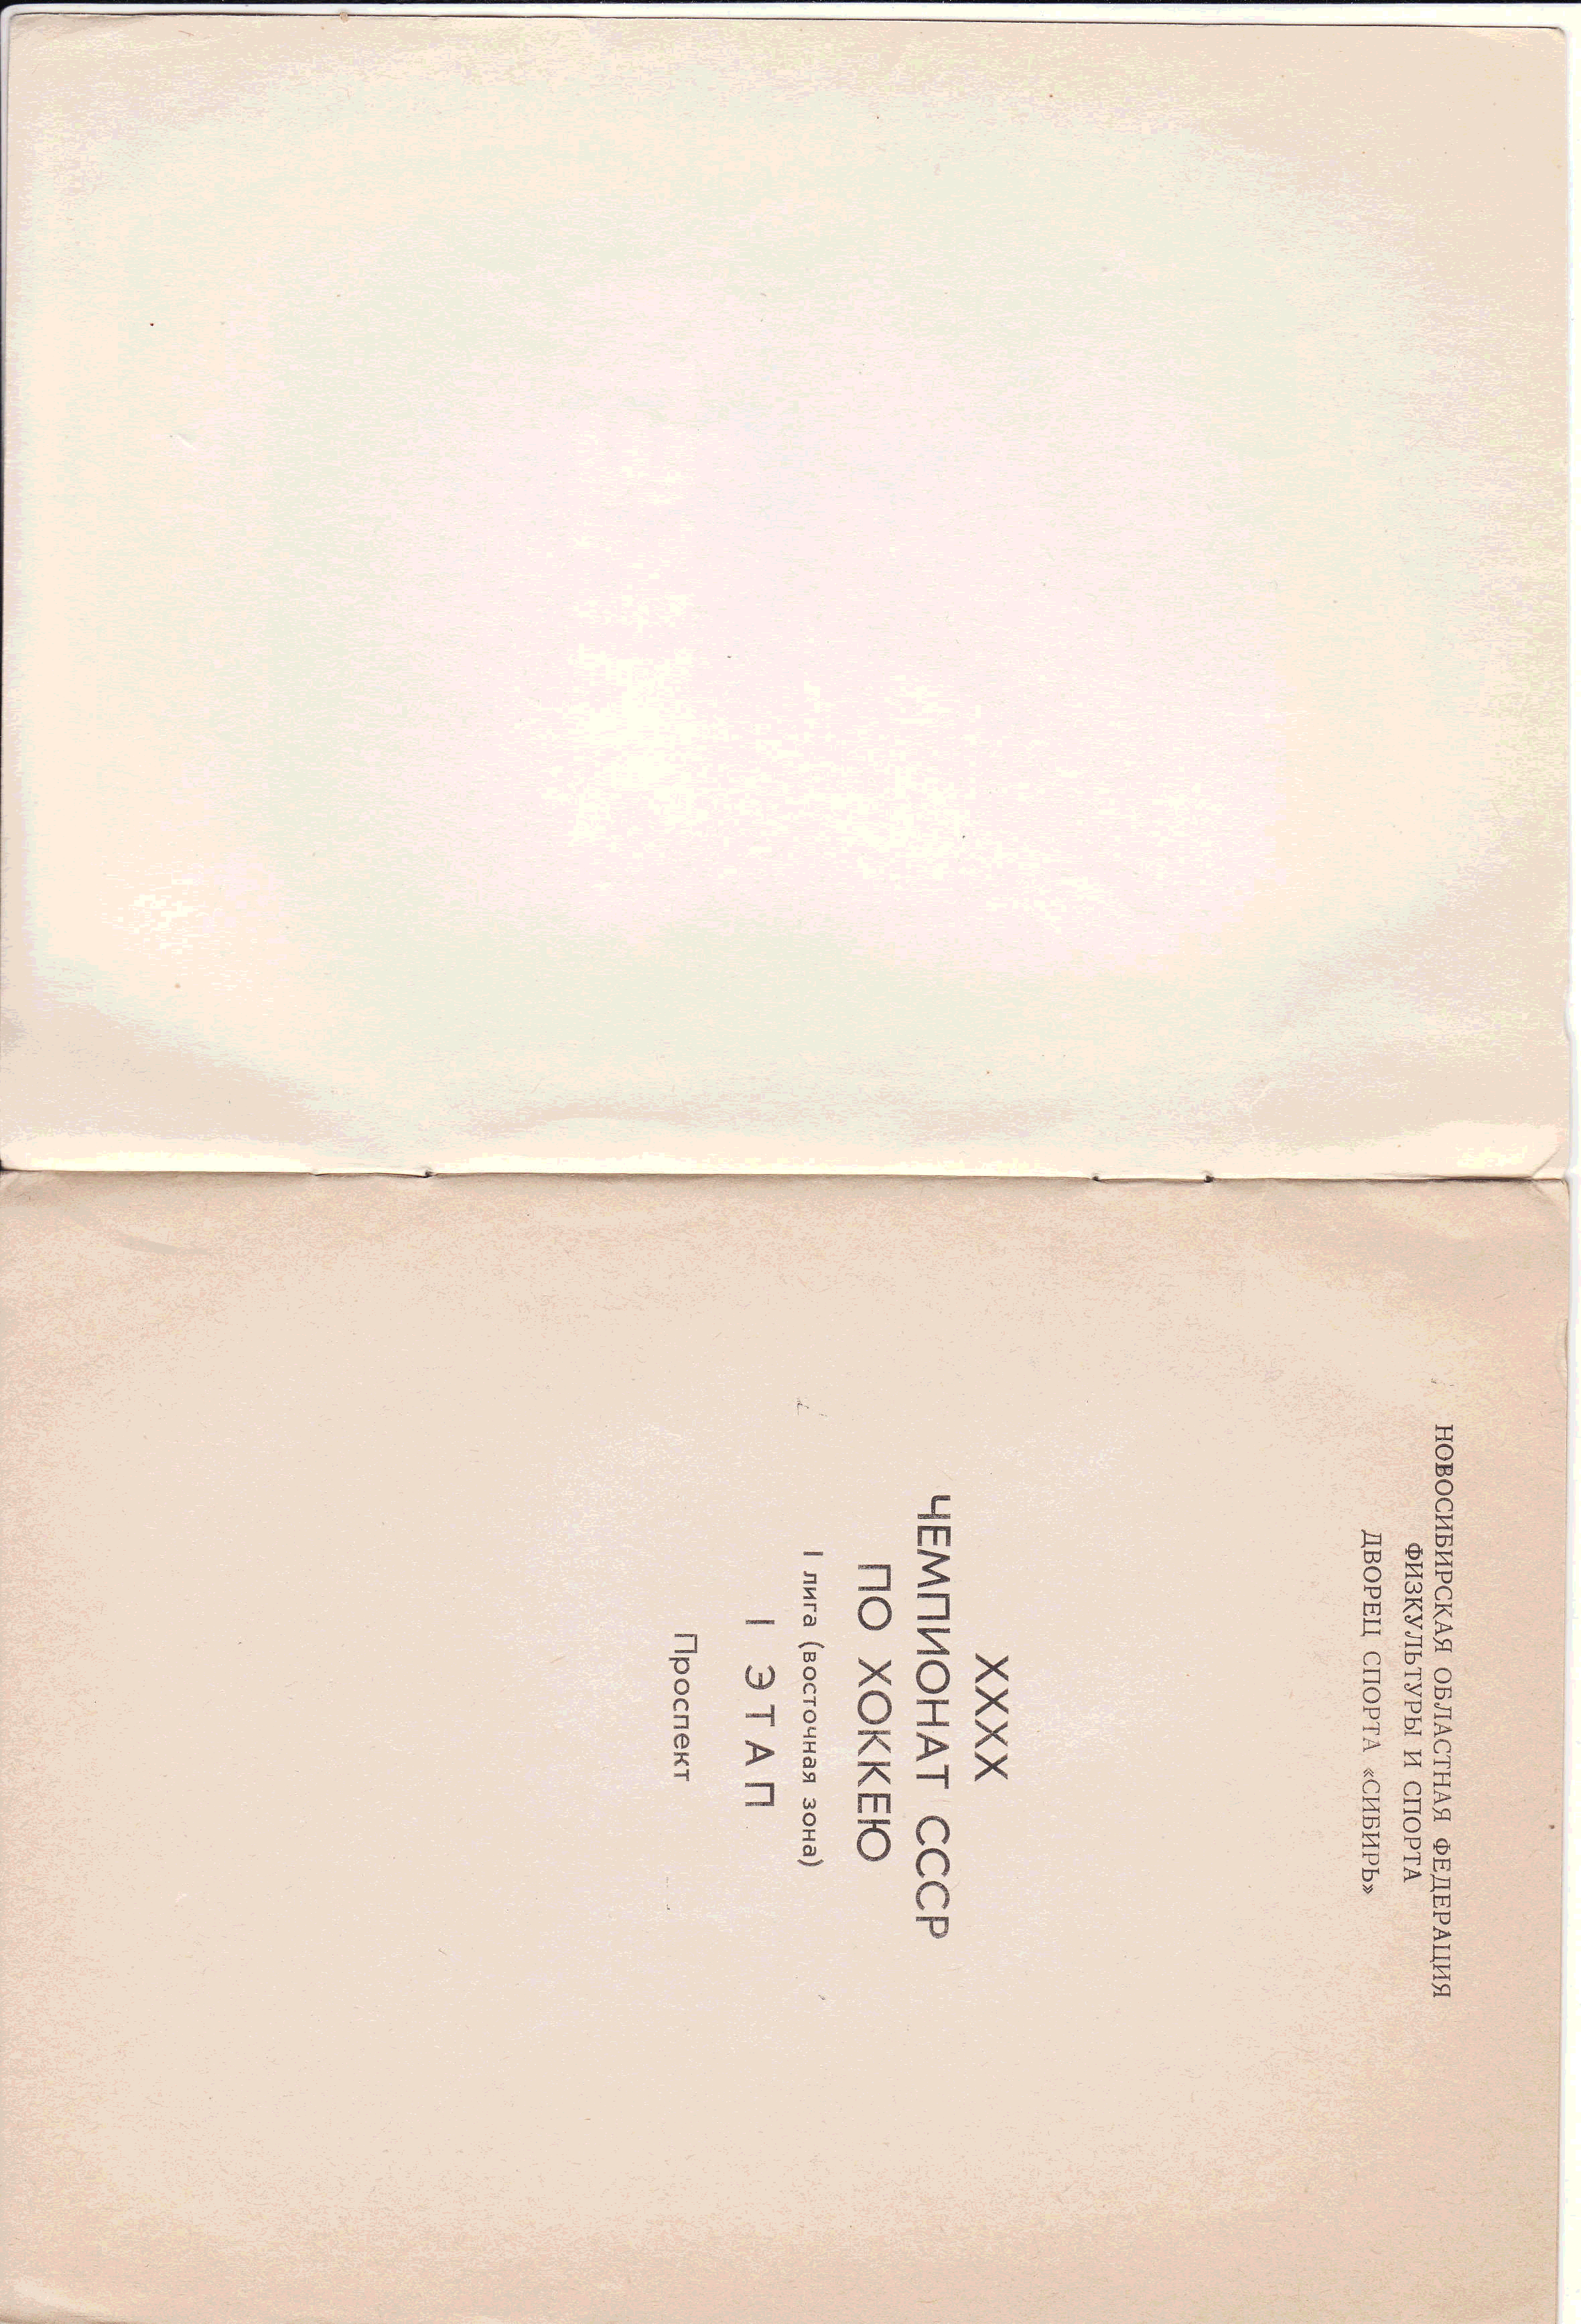 НОВОСИБИРСКАЯ ОБЛАСТНАЯ ФЕДЕРАЦИЯ
ФИЗКУЛЬТУРЫ И СПОРТА
ДВОРЕЦ СПОРТА «СИБИРЬ»
XXXX
ЧЕМПИОНАТ СССР
ПО ХОККЕЮ
I лига (восточная зона)
I ЭТАП
Проспект